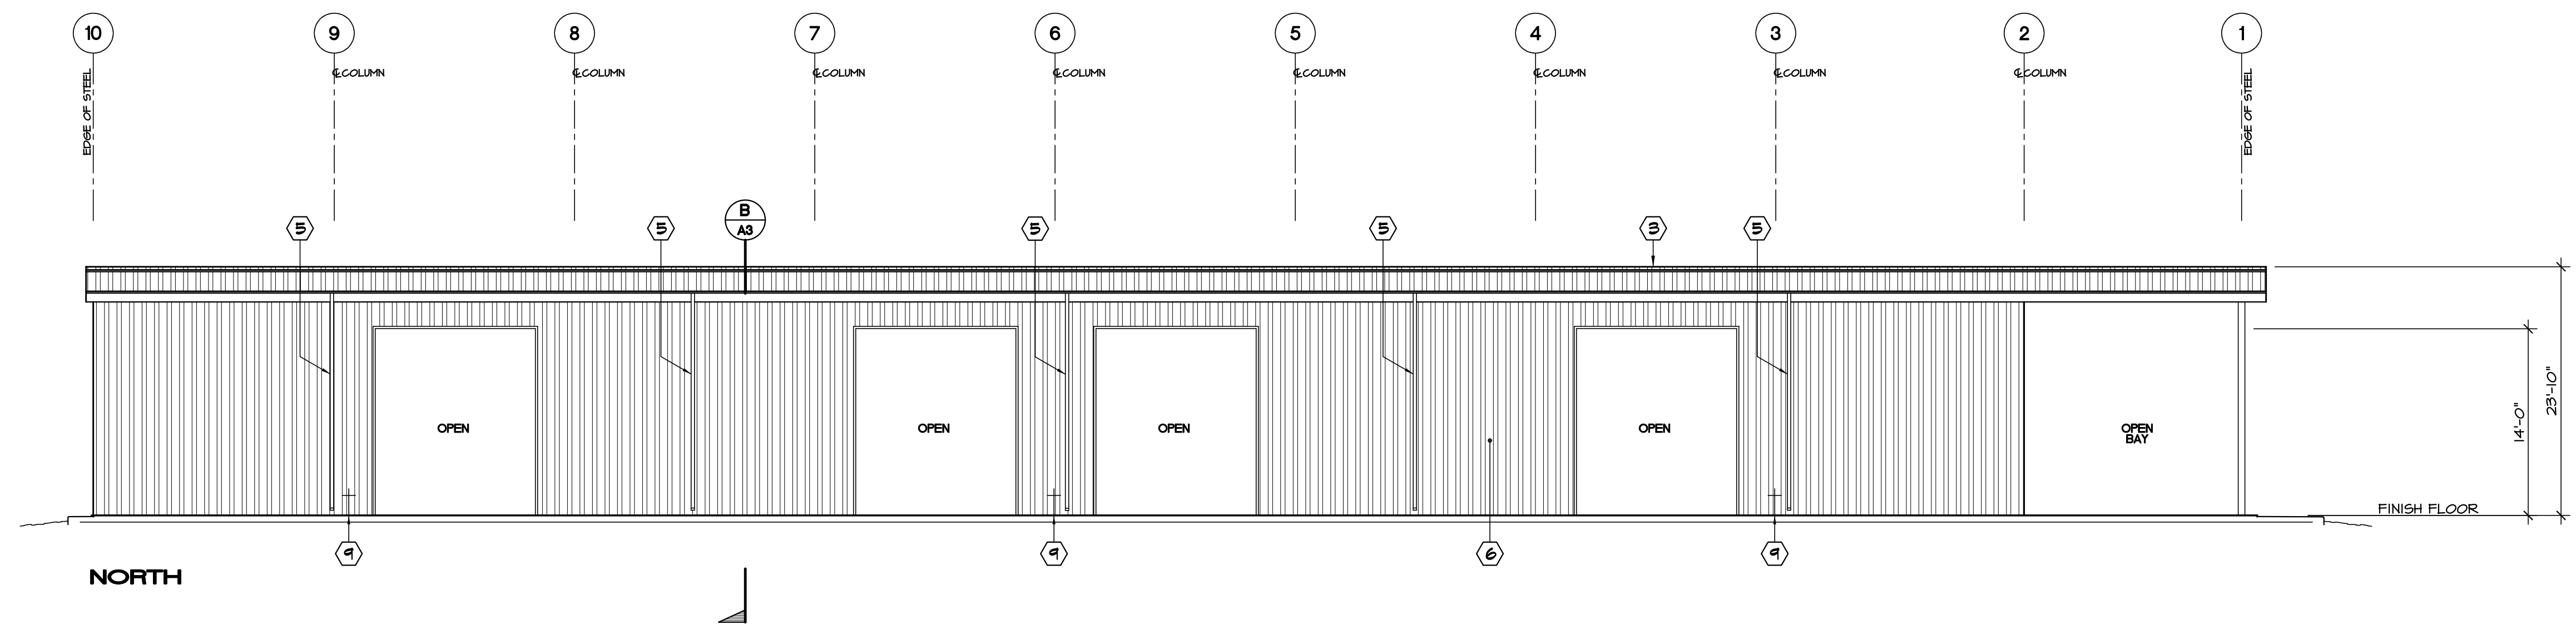 10 9 8 7 6 5 4 3 2 1
EDGE OF STEEL
℄ COLUMN
℄ COLUMN
℄ COLUMN
℄ COLUMN
℄ COLUMN
℄ COLUMN
℄ COLUMN
℄ COLUMN
EDGE OF STEEL
5
5
B
A3
5
5
3
5
OPEN
OPEN
OPEN
OPEN
OPEN
BAY
14'-0"
23'-10"
FINISH FLOOR
9
9
6
9
NORTH